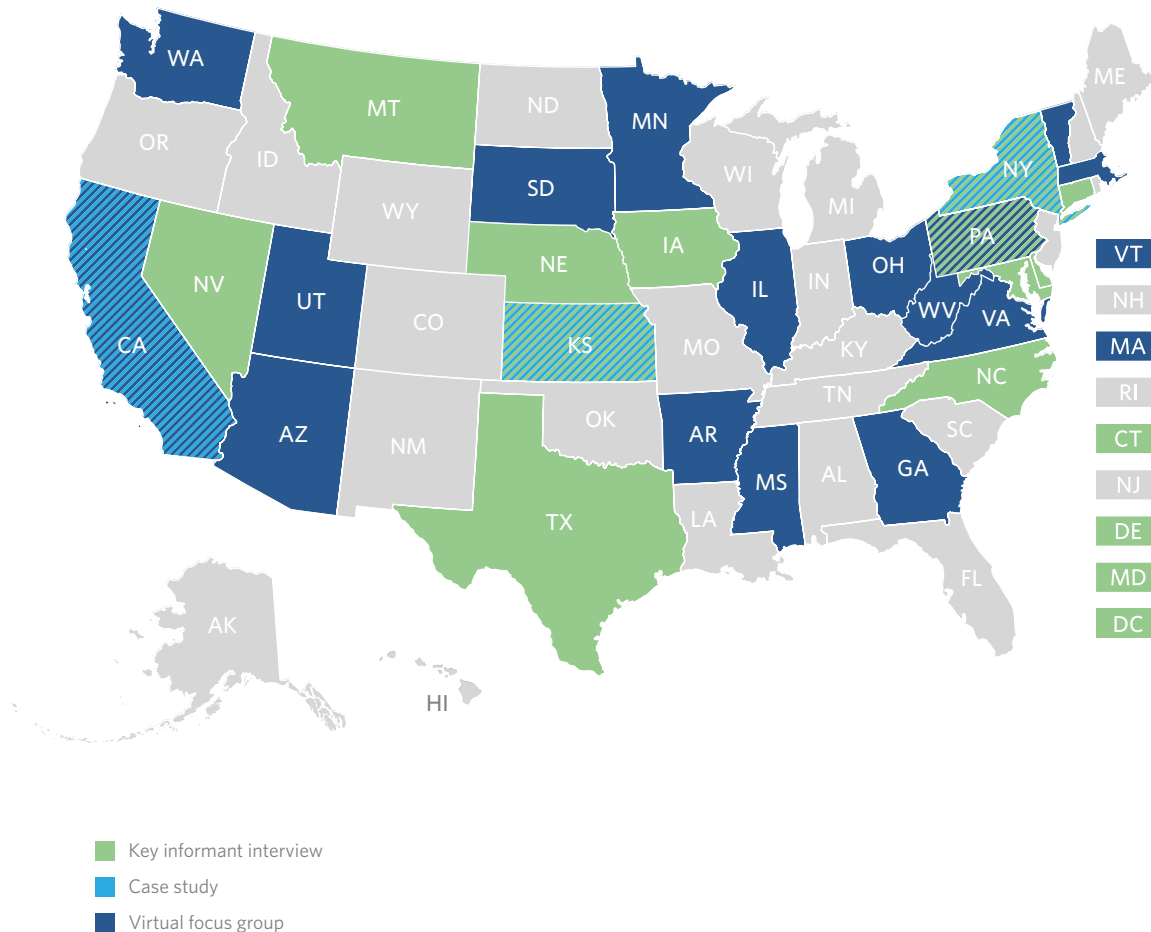 WA
MT
ND
MN
ME
OR
ID
SD
WI
MI
NY
WY
IA
PA
NE
NV
UT
CO
IL
IN
OH
WV
VA
CA
KS
MO
KY
NC
TN
AZ
NM
OK
AR
SC
MS
AL
GA
TX
LA
FL
AK
HI
VT
NH
MA
RI
CT
NJ
DE
MD
DC
Key informant interview
Case study
Virtual focus group